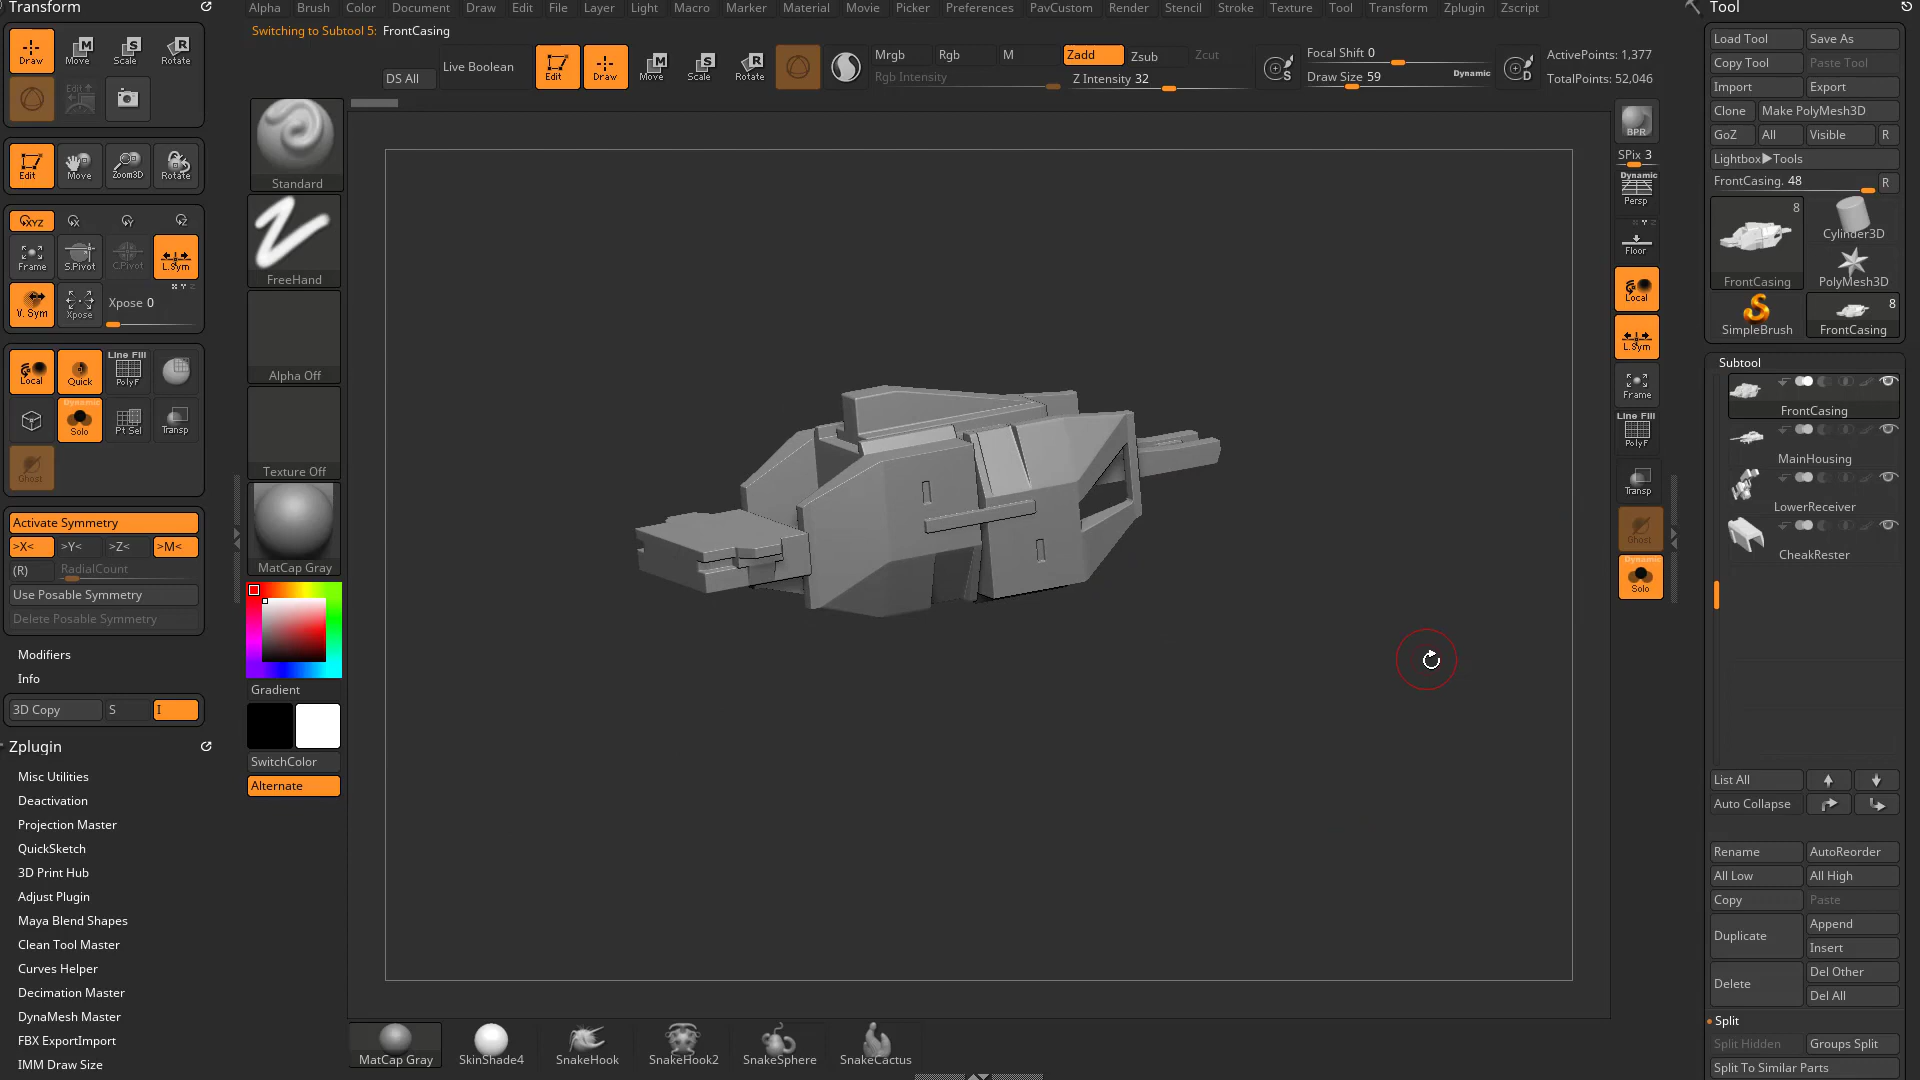 Transform
Alpha Brush Color Document Draw Edit File Layer Light Macro Marker Material Movie Picker Preferences PavCustom Render Stencil Stroke Texture Tool Transform Zplugin Zscript
Switching to Subtool 5: FrontCasing
DS All
Live Boolean
Edit Draw Move Scale Rotate
Mrgb Rgb M Zadd Zsub Zcut
Rgb Intensity Z Intensity 32
Focal Shift 0
Draw Size 59 Dynamic
ActivePoints: 1,377
TotalPoints: 52,046
Draw Move Scale Rotate
Edit
Edit Move Zoom3D Rotate
XYZ X Y Z
Frame S.Pivot C.Pivot L.Sym
V. Sym Xpose Xpose 0
Line Fill
Local Quick PolyF
Dynamic
Solo Pt Sel Transp
Ghost
Activate Symmetry
>X< >Y< >Z< >M<
(R) RadialCount
Use Posable Symmetry
Delete Posable Symmetry
Modifiers
Info
3D Copy S I
Zplugin
Misc Utilities
Deactivation
Projection Master
QuickSketch
3D Print Hub
Adjust Plugin
Maya Blend Shapes
Clean Tool Master
Curves Helper
Decimation Master
DynaMesh Master
FBX ExportImport
IMM Draw Size
Standard
FreeHand
Alpha Off
Texture Off
MatCap Gray
Gradient
SwitchColor
Alternate
MatCap Gray SkinShade4 SnakeHook SnakeHook2 SnakeSphere SnakeCactus
BPR
SPix 3
Dynamic
Persp
Floor
Local
L.Sym
Frame
Line Fill
PolyF
Transp
Ghost
Dynamic
Solo
Tool
Load Tool Save As
Copy Tool Paste Tool
Import Export
Clone Make PolyMesh3D
GoZ All Visible R
Lightbox▶Tools
FrontCasing. 48 R
8
FrontCasing Cylinder3D
PolyMesh3D
8
SimpleBrush FrontCasing
Subtool
FrontCasing
MainHousing
LowerReceiver
CheakRester
List All
Auto Collapse
Rename AutoReorder
All Low All High
Copy Paste
Duplicate Append
Insert
Delete Del Other
Del All
Split
Split Hidden Groups Split
Split To Similar Parts